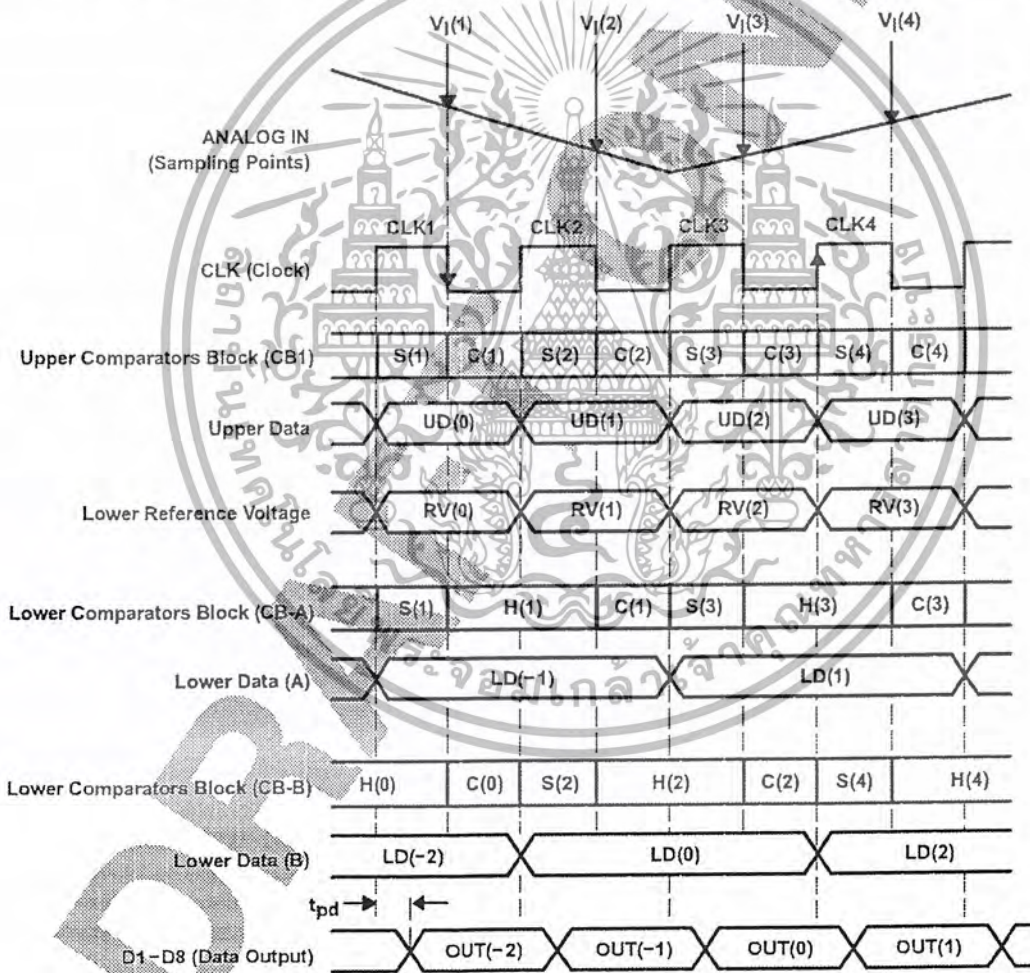 V_I(1) V_I(2) V_I(3) V_I(4)
ANALOG IN
(Sampling Points)
CLK1 CLK2 CLK3 CLK4
CLK (Clock)
Upper Comparators Block (CB1) S(1) C(1) S(2) C(2) S(3) C(3) S(4) C(4)
Upper Data UD(0) UD(1) UD(2) UD(3)
Lower Reference Voltage RV(0) RV(1) RV(2) RV(3)
Lower Comparators Block (CB-A) S(1) H(1) C(1) S(3) H(3) C(3)
Lower Data (A) LD(−1) LD(1)
Lower Comparators Block (CB-B) H(0) C(0) S(2) H(2) C(2) S(4) H(4)
Lower Data (B) LD(−2) LD(0) LD(2)
t_pd
D1−D8 (Data Output) OUT(−2) OUT(−1) OUT(0) OUT(1)